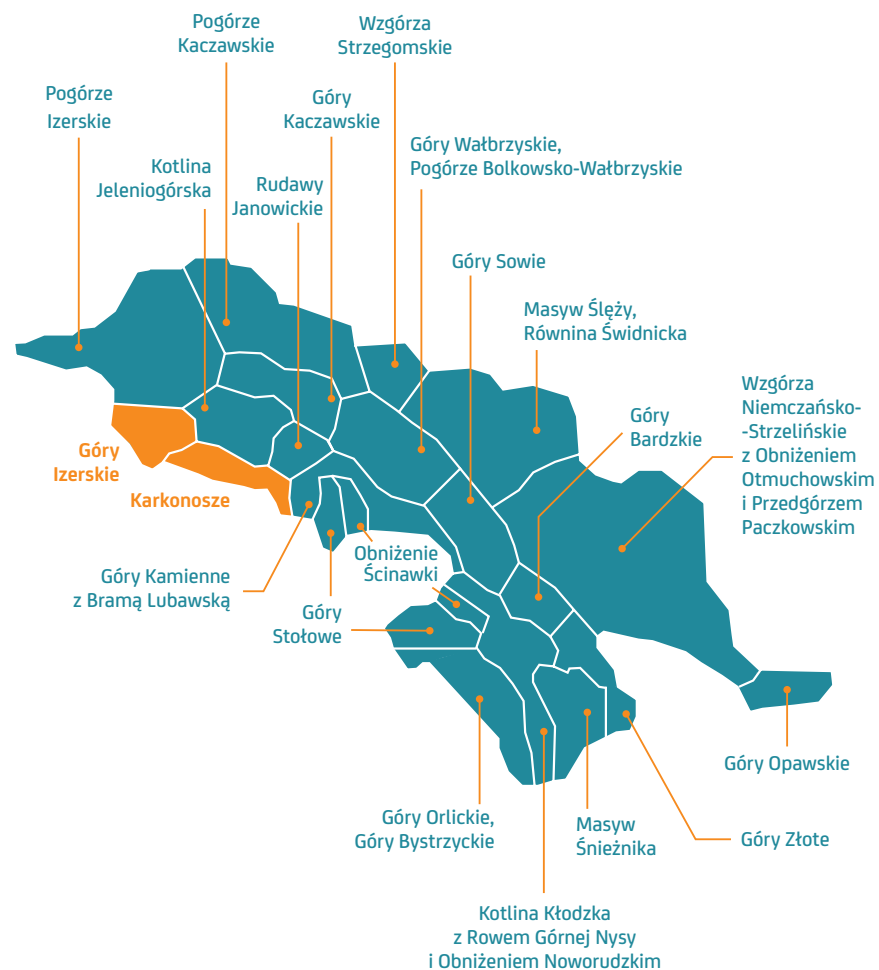 Pogórze
Kaczawskie
Wzgórza
Strzegomskie
Pogórze
Izerskie
Góry
Kaczawskie
Góry Wałbrzyskie,
Pogórze Bolkowsko-Wałbrzyskie
Kotlina
Jeleniogórska
Rudawy
Janowickie
Góry Sowie
Masyw Ślęży,
Równina Świdnicka
Wzgórza
Niemczańsko-
-Strzelińskie
z Obniżeniem
Otmuchowskim
i Przedgórzem
Paczkowskim
Góry
Bardzkie
Góry
Izerskie
Karkonosze
Obniżenie
Ścinawki
Góry Kamienne
z Bramą Lubawską
Góry
Stołowe
Góry Opawskie
Góry Orlickie,
Góry Bystrzyckie
Masyw
Śnieżnika
Góry Złote
Kotlina Kłodzka
z Rowem Górnej Nysy
i Obniżeniem Noworudzkim